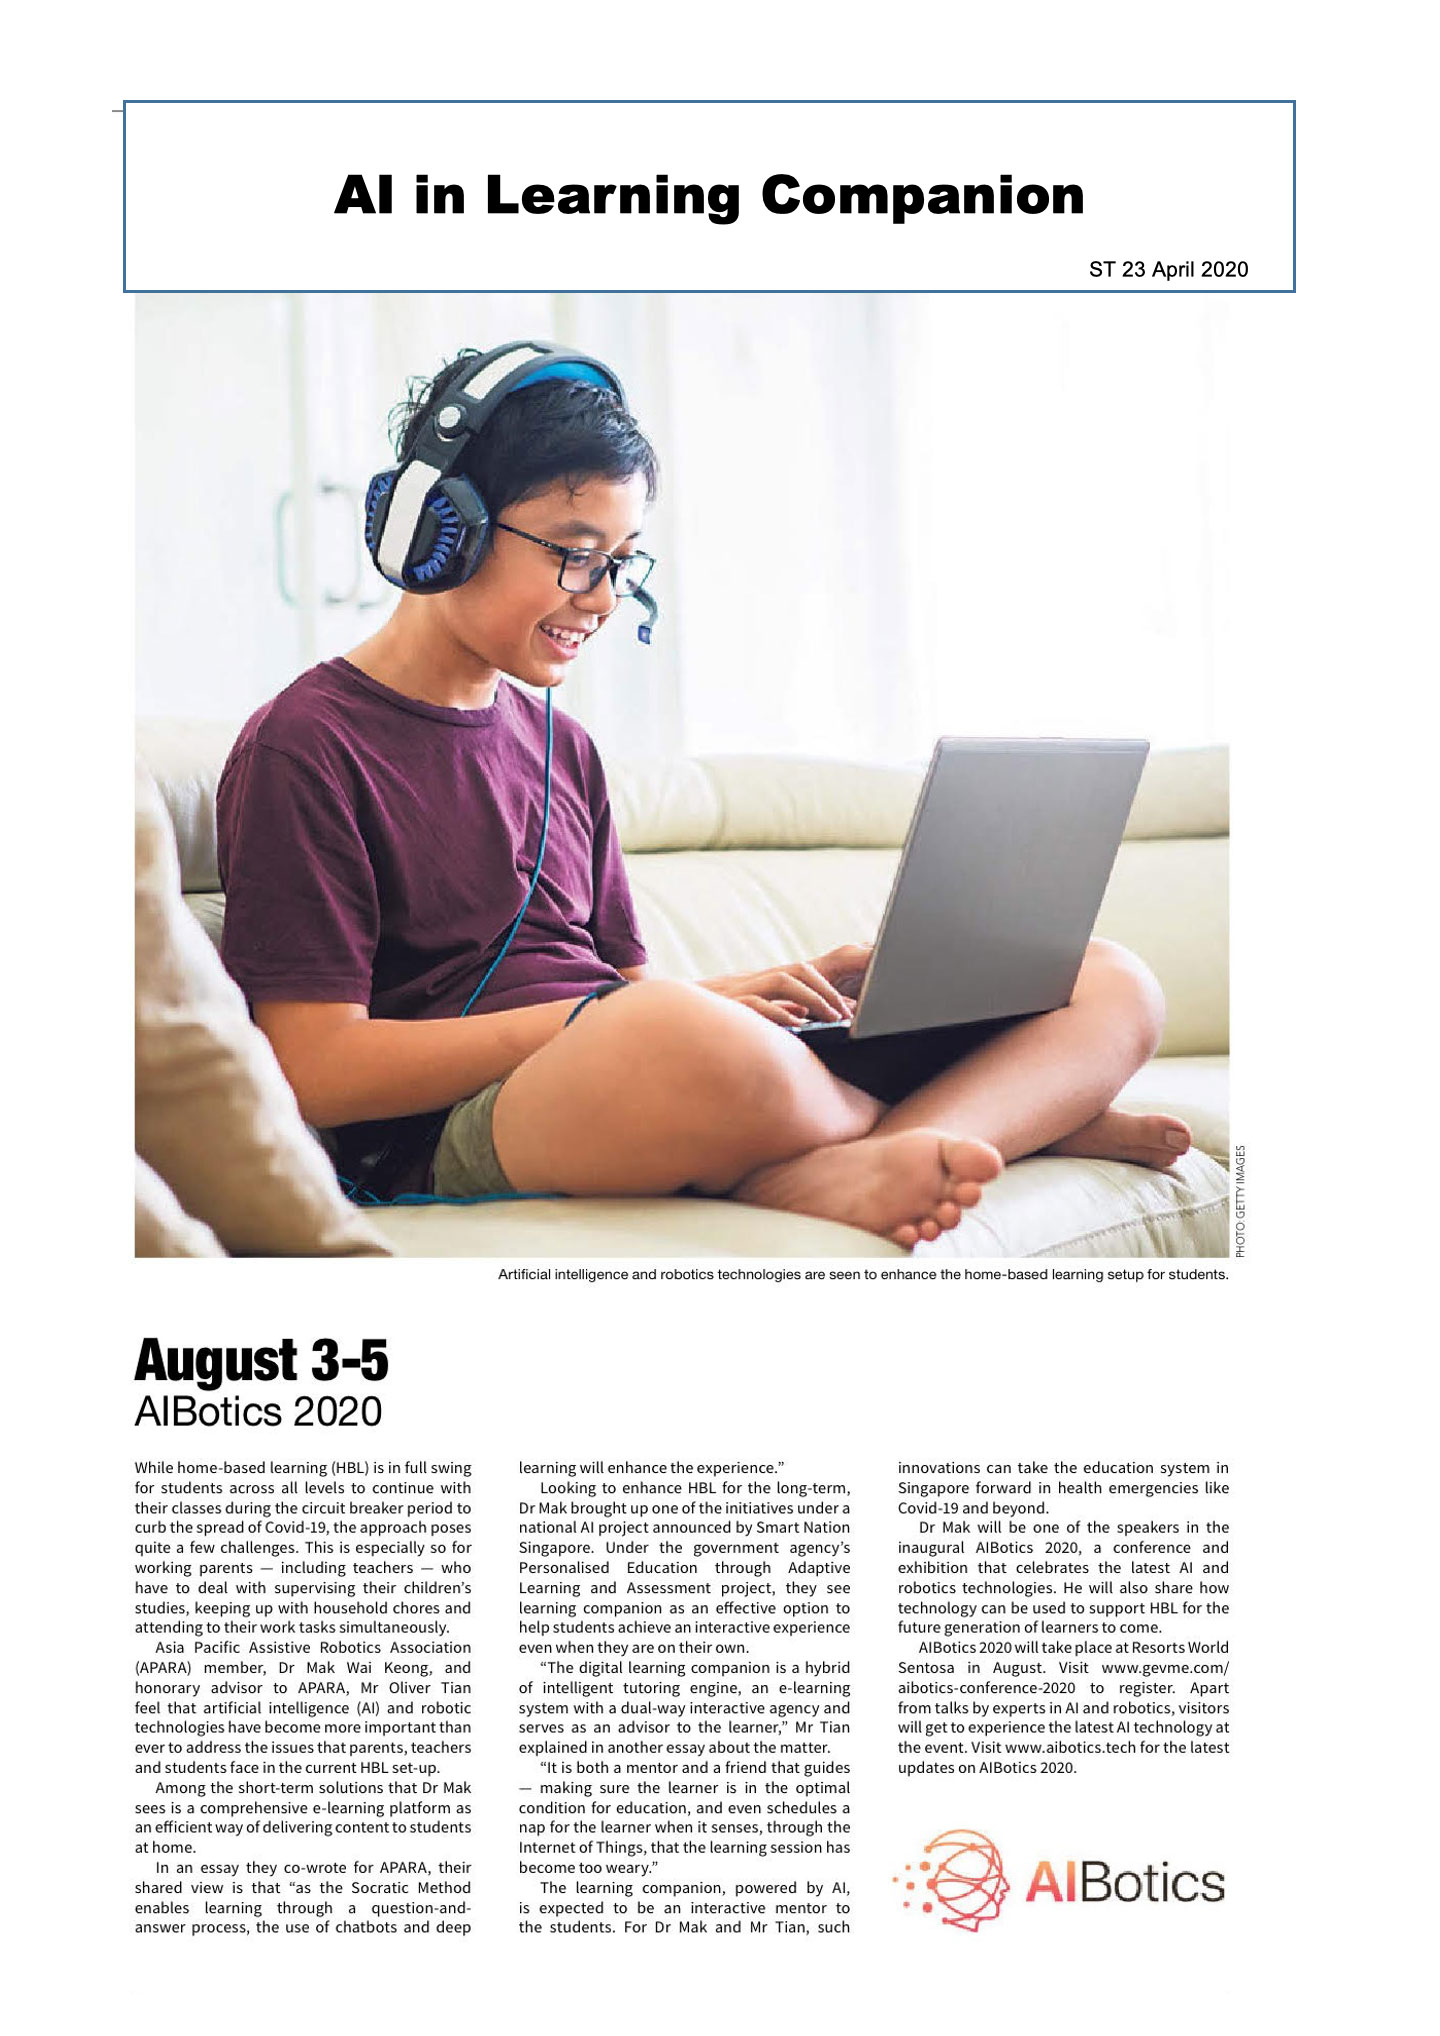 AI in Learning Companion
ST 23 April 2020
PHOTO: GETTY IMAGES
Artificial intelligence and robotics technologies are seen to enhance the home-based learning setup for students.
August 3-5
AIBotics 2020
While home-based learning (HBL) is in full swing
for students across all levels to continue with
their classes during the circuit breaker period to
curb the spread of Covid-19, the approach poses
quite a few challenges. This is especially so for
working parents — including teachers — who
have to deal with supervising their children’s
studies, keeping up with household chores and
attending to their work tasks simultaneously.
Asia Pacific Assistive Robotics Association
(APARA) member, Dr Mak Wai Keong, and
honorary advisor to APARA, Mr Oliver Tian
feel that artificial intelligence (AI) and robotic
technologies have become more important than
ever to address the issues that parents, teachers
and students face in the current HBL set-up.
Among the short-term solutions that Dr Mak
sees is a comprehensive e-learning platform as
an efficient way of delivering content to students
at home.
In an essay they co-wrote for APARA, their
shared view is that “as the Socratic Method
enables learning through a question-and-
answer process, the use of chatbots and deep
learning will enhance the experience.”
Looking to enhance HBL for the long-term,
Dr Mak brought up one of the initiatives under a
national AI project announced by Smart Nation
Singapore. Under the government agency’s
Personalised Education through Adaptive
Learning and Assessment project, they see
learning companion as an effective option to
help students achieve an interactive experience
even when they are on their own.
“The digital learning companion is a hybrid
of intelligent tutoring engine, an e-learning
system with a dual-way interactive agency and
serves as an advisor to the learner,” Mr Tian
explained in another essay about the matter.
“It is both a mentor and a friend that guides
— making sure the learner is in the optimal
condition for education, and even schedules a
nap for the learner when it senses, through the
Internet of Things, that the learning session has
become too weary.”
The learning companion, powered by AI,
is expected to be an interactive mentor to
the students. For Dr Mak and Mr Tian, such
innovations can take the education system in
Singapore forward in health emergencies like
Covid-19 and beyond.
Dr Mak will be one of the speakers in the
inaugural AIBotics 2020, a conference and
exhibition that celebrates the latest AI and
robotics technologies. He will also share how
technology can be used to support HBL for the
future generation of learners to come.
AIBotics 2020 will take place at Resorts World
Sentosa in August. Visit www.gevme.com/
aibotics-conference-2020 to register. Apart
from talks by experts in AI and robotics, visitors
will get to experience the latest AI technology at
the event. Visit www.aibotics.tech for the latest
updates on AIBotics 2020.
AIBotics